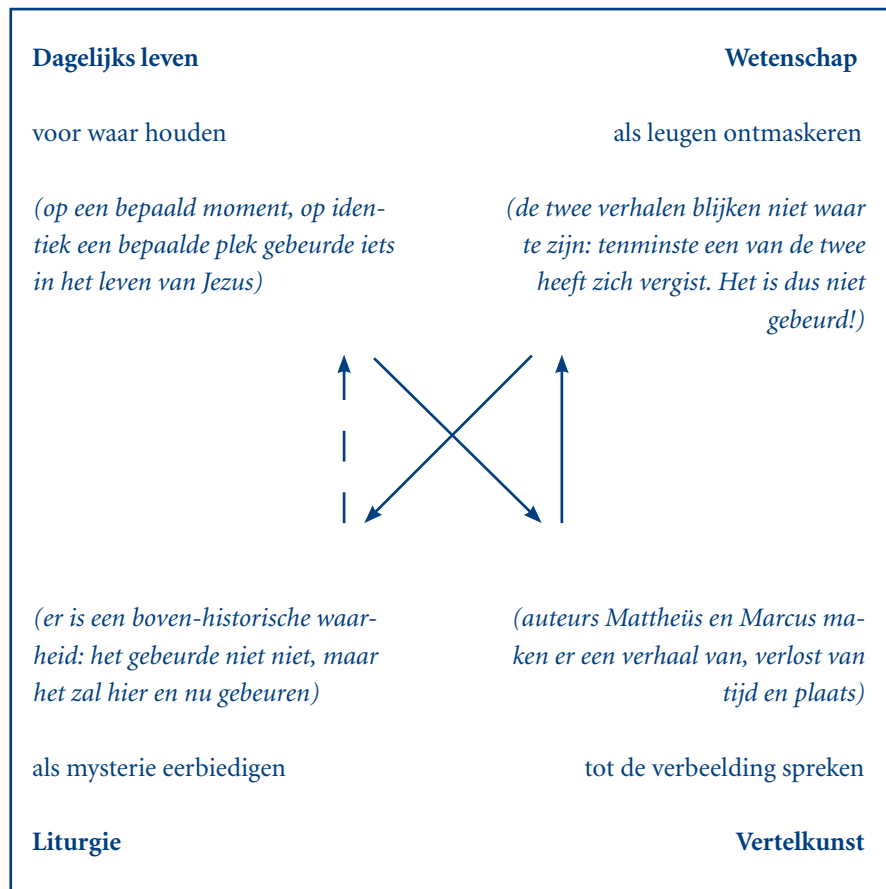 Dagelijks leven
Wetenschap
voor waar houden
als leugen ontmaskeren
(op een bepaald moment, op iden-
tiek een bepaalde plek gebeurde iets
in het leven van Jezus)
(de twee verhalen blijken niet waar
te zijn: tenminste een van de twee
heeft zich vergist. Het is dus niet
gebeurd!)
(er is een boven-historische waar-
heid: het gebeurde niet niet, maar
het zal hier en nu gebeuren)
(auteurs Mattheüs en Marcus ma-
ken er een verhaal van, verlost van
tijd en plaats)
als mysterie eerbiedigen
tot de verbeelding spreken
Liturgie
Vertelkunst